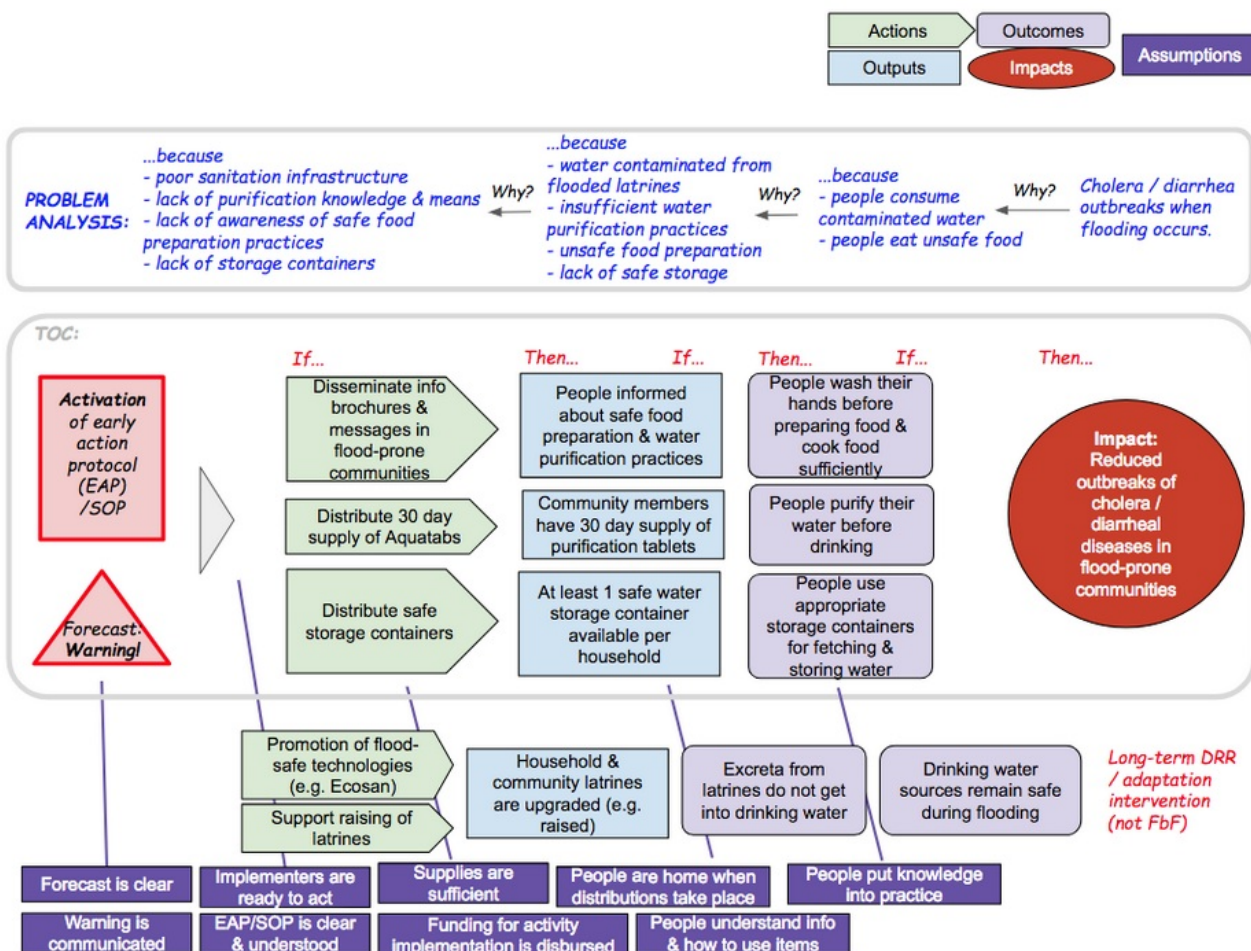 Actions
Outcomes
Outputs
Impacts
Assumptions
PROBLEM
ANALYSIS:
...because
- poor sanitation infrastructure
- lack of purification knowledge & means
- lack of awareness of safe food
preparation practices
- lack of storage containers
Why?
...because
- water contaminated from
flooded latrines
- insufficient water
purification practices
- unsafe food preparation
- lack of safe storage
Why?
...because
- people consume
contaminated water
- people eat unsafe food
Why?
Cholera / diarrhea
outbreaks when
flooding occurs.
TOC:
If...
Then...
If...
Then...
If...
Then...
Activation
of early
action
protocol
(EAP)
/SOP
Forecast:
Warning!
Disseminate info
brochures &
messages in
flood-prone
communities
People informed
about safe food
preparation & water
purification practices
People wash their
hands before
preparing food &
cook food
sufficiently
Distribute 30 day
supply of Aquatabs
Community members
have 30 day supply of
purification tablets
People purify their
water before
drinking
Distribute safe
storage containers
At least 1 safe water
storage container
available per
household
People use
appropriate
storage containers
for fetching &
storing water
Impact:
Reduced
outbreaks of
cholera /
diarrheal
diseases in
flood-prone
communities
Promotion of flood-
safe technologies
(e.g. Ecosan)
Support raising of
latrines
Household &
community latrines
are upgraded (e.g.
raised)
Excreta from
latrines do not get
into drinking water
Drinking water
sources remain safe
during flooding
Long-term DRR
/ adaptation
intervention
(not FbF)
Forecast is clear
Implementers are
ready to act
Supplies are
sufficient
People are home when
distributions take place
People put knowledge
into practice
Warning is
communicated
EAP/SOP is clear
& understood
Funding for activity
implementation is disbursed
People understand info
& how to use items